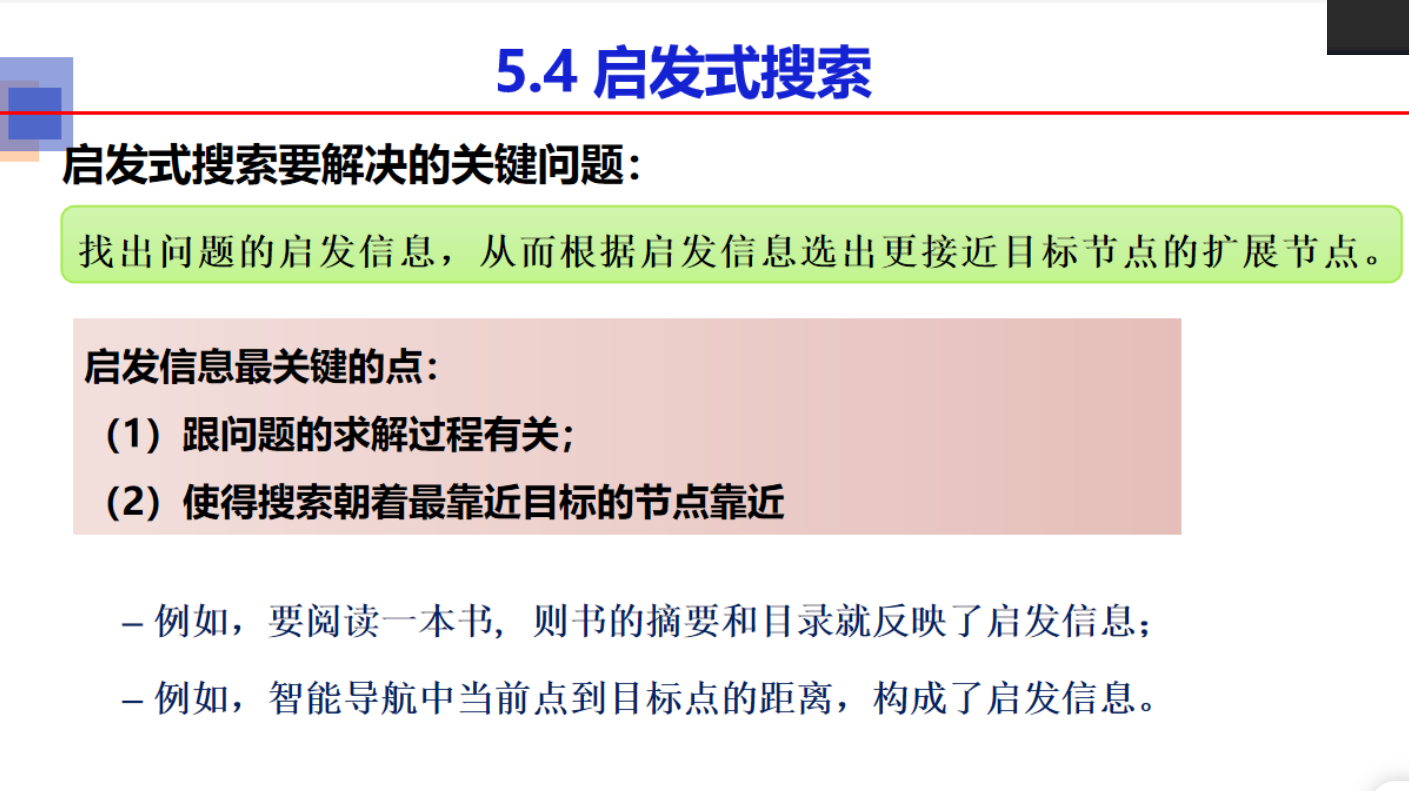 5.4 启发式搜索
启发式搜索要解决的关键问题：
找出问题的启发信息，从而根据启发信息选出更接近目标节点的扩展节点。
启发信息最关键的点：
（1）跟问题的求解过程有关；
（2）使得搜索朝着最靠近目标的节点靠近
– 例如，要阅读一本书，则书的摘要和目录就反映了启发信息；
– 例如，智能导航中当前点到目标点的距离，构成了启发信息。